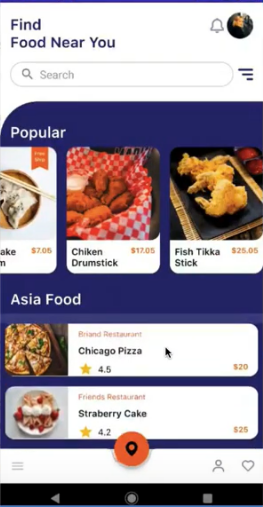 Find
Food Near You
Search
Popular
Free
ake $7.05
m
Chiken $17.05
Drumstick
Fish Tikka $25.05
Stick
Asia Food
Briand Restaurant
Chicago Pizza
4.5 $20
Friends Restaurant
Straberry Cake
4.2 $25